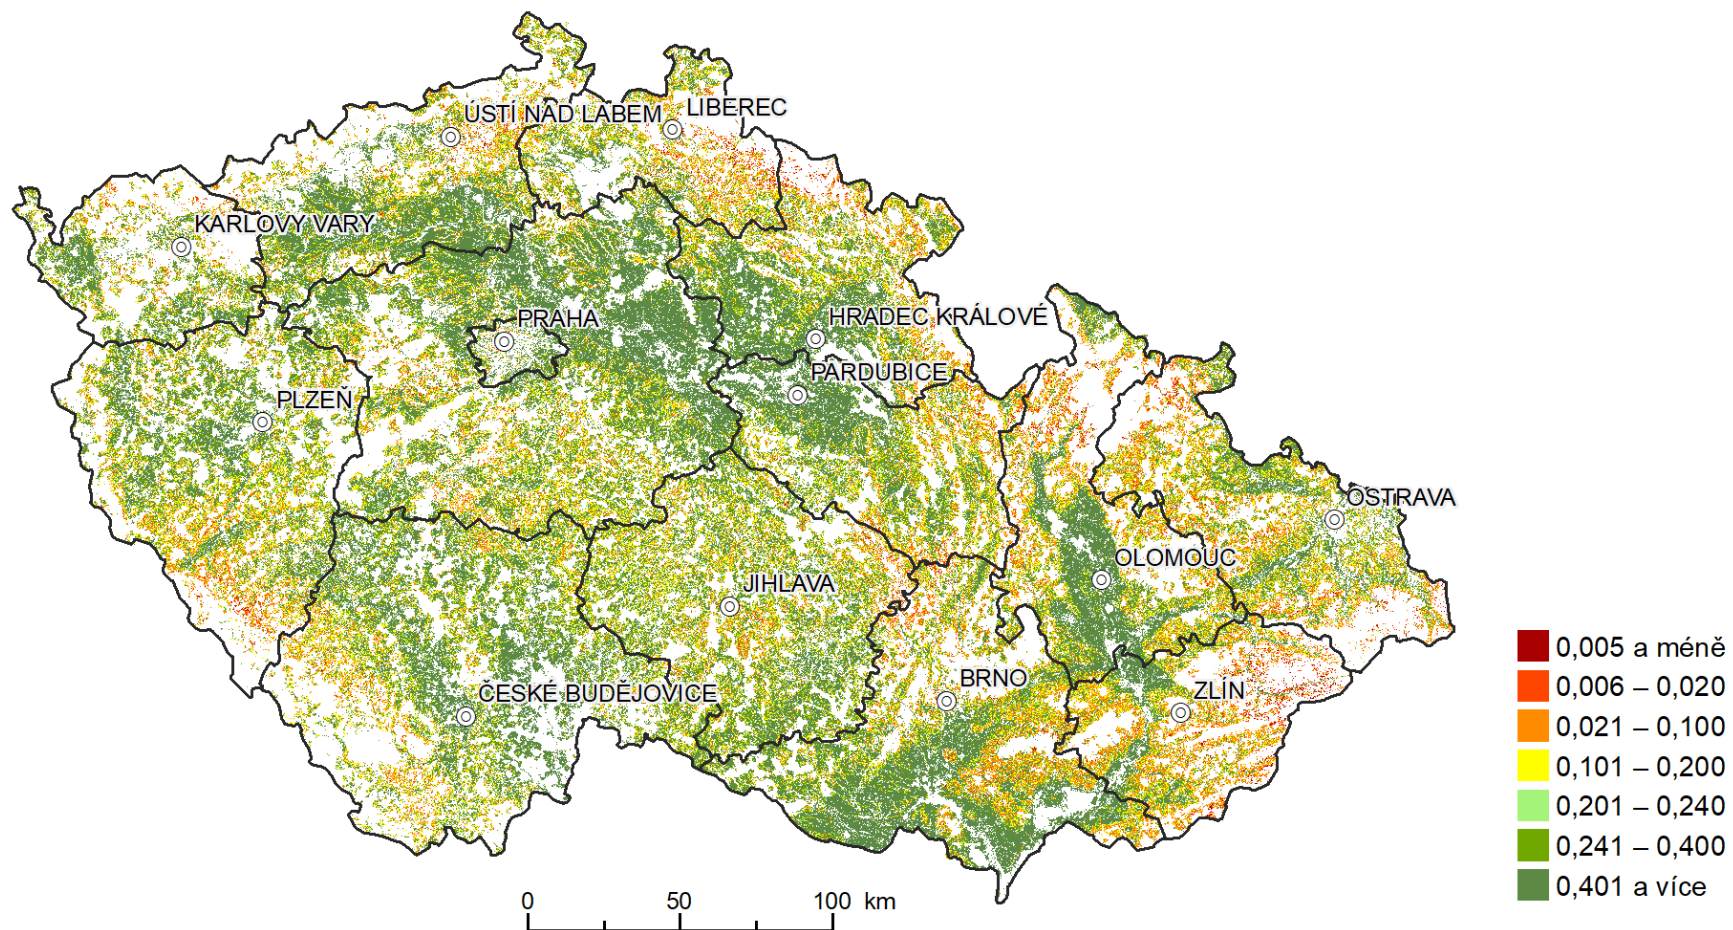 ÚSTÍ NAD LABEM
LIBEREC
KARLOVY VARY
PRAHA
HRADEC KRÁLOVÉ
PARDUBICE
PLZEŇ
OSTRAVA
OLOMOUC
JIHLAVA
BRNO
ZLÍN
ČESKÉ BUDĚJOVICE
0,005 a méně
0,006 – 0,020
0,021 – 0,100
0,101 – 0,200
0,201 – 0,240
0,241 – 0,400
0,401 a více
0 50 100 km